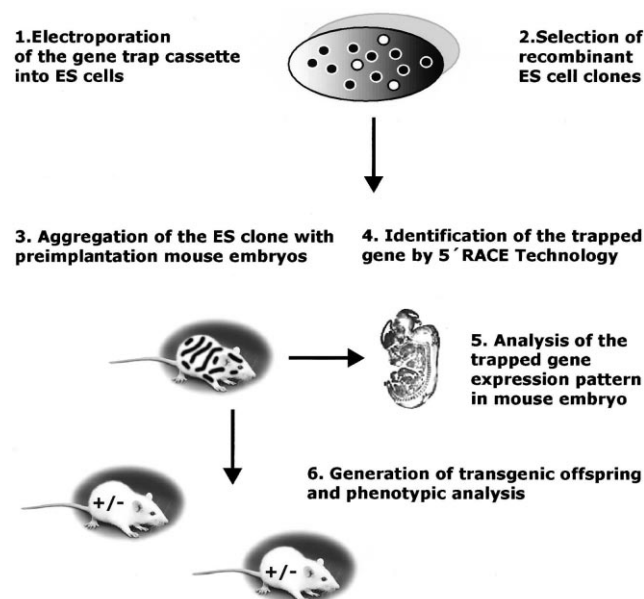 1.Electroporation
of the gene trap cassette
into ES cells
2.Selection of
recombinant
ES cell clones
3. Aggregation of the ES clone with
preimplantation mouse embryos
4. Identification of the trapped
gene by 5´RACE Technology
5. Analysis of the
trapped gene
expression pattern
in mouse embryo
6. Generation of transgenic offspring
and phenotypic analysis
+/-
+/-